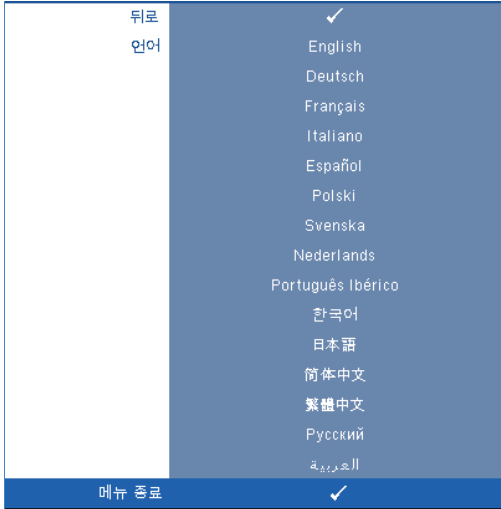 뒤로 ✓
언어 English
Deutsch
Français
Italiano
Español
Polski
Svenska
Nederlands
Português Ibérico
한국어
日本語
简体中文
繁體中文
Русский
العربية
메뉴 종료 ✓